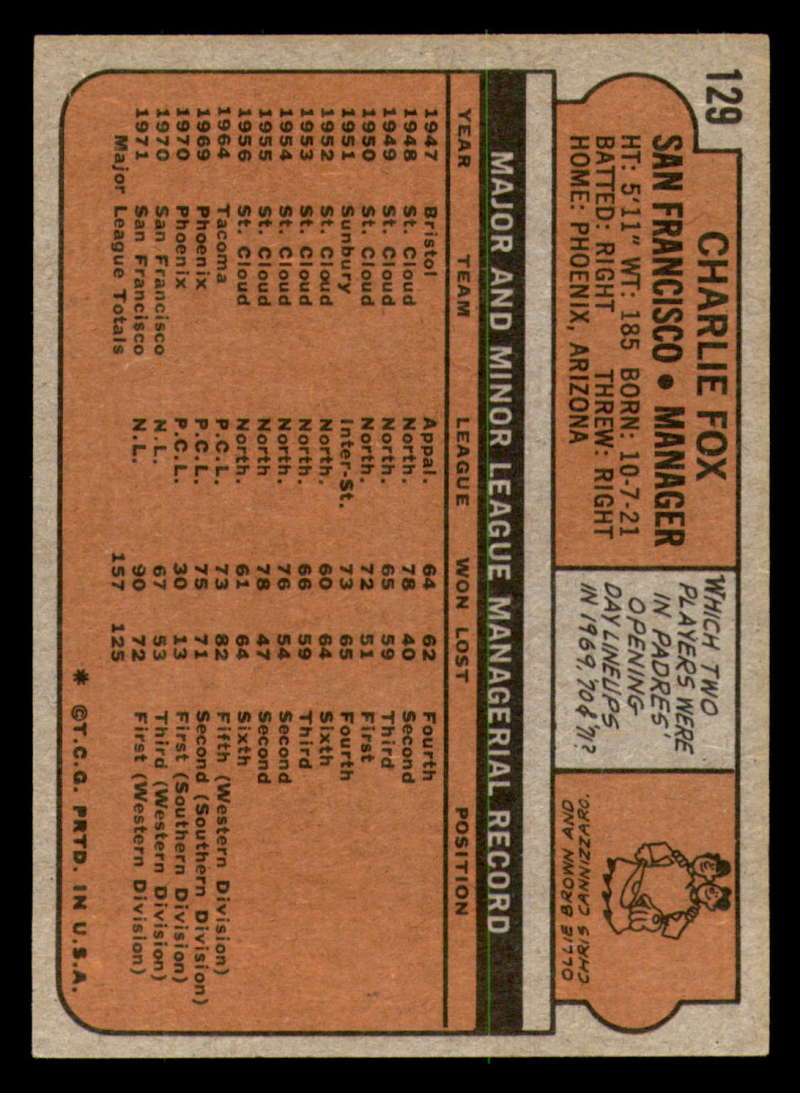 129
CHARLIE FOX
SAN FRANCISCO • MANAGER
HT: 5'11" WT: 185 BORN: 10-7-21
BATTED: RIGHT THREW: RIGHT
HOME: PHOENIX, ARIZONA
WHICH TWO
PLAYERS WERE
IN PADRES'
OPENING
DAY LINEUPS
IN 1969, 70 & 71?
OLLIE BROWN AND
CHRIS CANNIZZARO.
MAJOR AND MINOR LEAGUE MANAGERIAL RECORD
YEAR TEAM LEAGUE WON LOST POSITION
1947 Bristol Appal. 64 62 Fourth
1948 St. Cloud North. 78 40 Second
1949 St. Cloud North. 65 59 Third
1950 St. Cloud North. 72 51 First
1951 Sunbury Inter-St. 73 65 Fourth
1952 St. Cloud North. 60 64 Sixth
1953 St. Cloud North. 66 59 Third
1954 St. Cloud North. 76 54 Second
1955 St. Cloud North. 78 47 Second
1956 St. Cloud North. 61 64 Sixth
1964 Tacoma P.C.L. 73 82 Fifth (Western Division)
1969 Phoenix P.C.L. 75 71 Second (Southern Division)
1970 Phoenix P.C.L. 30 13 First (Southern Division)
1970 San Francisco N.L. 67 53 Third (Western Division)
1971 San Francisco N.L. 90 72 First (Western Division)
Major League Totals 157 125
* ©T.C.G. PRTD. IN U.S.A.